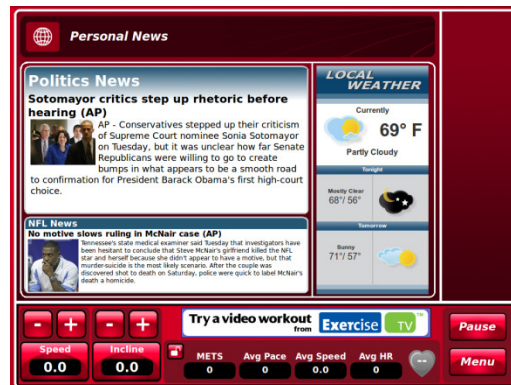 Personal News
Politics News
Sotomayor critics step up rhetoric before
hearing (AP)
AP - Conservatives stepped up their criticism
of Supreme Court nominee Sonia Sotomayor
on Tuesday, but it was unclear how far Senate
Republicans were willing to go to create
bumps in what appears to be a smooth road
to confirmation for President Barack Obama's first high-court
choice.
NFL News
No motive slows ruling in McNair case (AP)
Tennessee's state medical examiner said Tuesday that investigators have
been hesitant to conclude that Steve McNair's girlfriend killed the NFL
star and herself because she didn't appear to have a motive, but that
murder-suicide is the most likely scenario. After the couple was
discovered shot to death on Saturday, police were quick to label McNair's
death a homicide.
LOCAL
WEATHER
Currently
69° F
Partly Cloudy
Tonight
Mostly Clear
68°/ 56°
Tomorrow
Sunny
71°/ 57°
- + - +
Speed
0.0
Incline
0.0
Try a video workout
from Exercise TV™
METS Avg Pace Avg Speed Avg HR
0 0 0.0 0
--
Pause
Menu